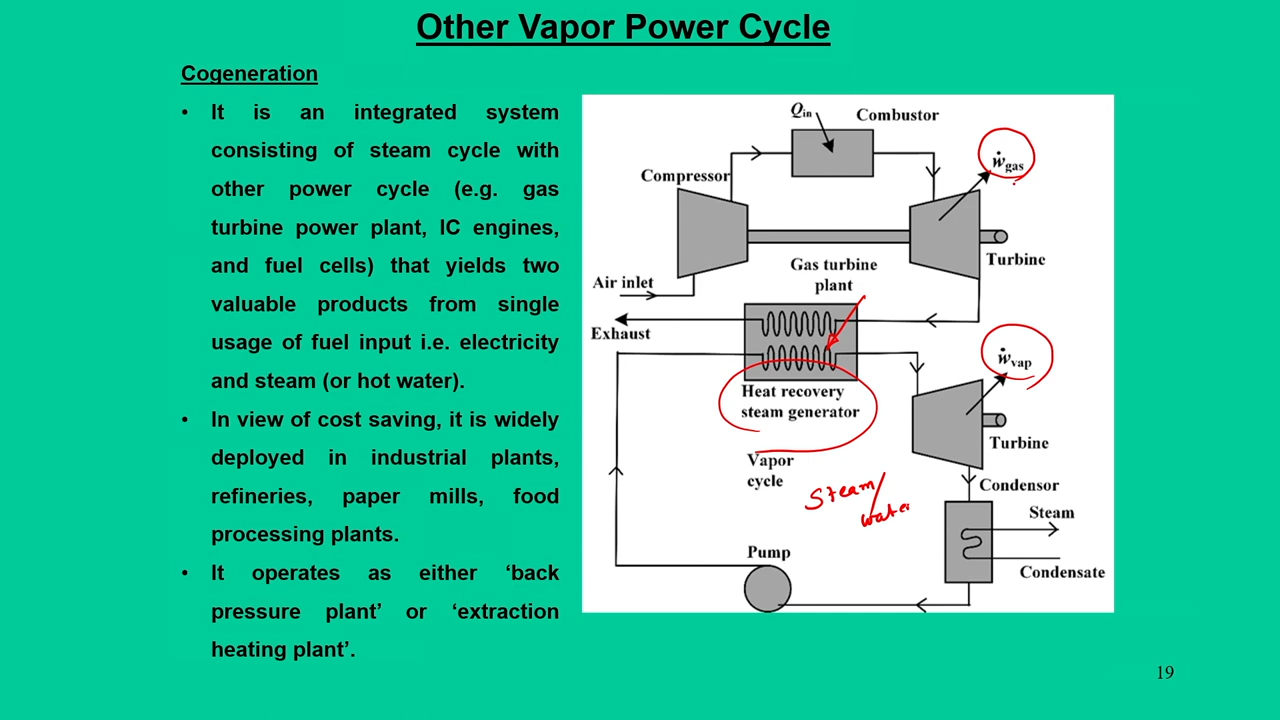 Other Vapor Power Cycle
Cogeneration
• It is an integrated system
consisting of steam cycle with
other power cycle (e.g. gas
turbine power plant, IC engines,
and fuel cells) that yields two
valuable products from single
usage of fuel input i.e. electricity
and steam (or hot water).
• In view of cost saving, it is widely
deployed in industrial plants,
refineries, paper mills, food
processing plants.
• It operates as either ‘back
pressure plant’ or ‘extraction
heating plant’.
Qin
Combustor
Ẇgas
Compressor
Turbine
Gas turbine
plant
Air inlet
Exhaust
Ẇvap
Heat recovery
steam generator
Turbine
Vapor
cycle
Steam/
water
Condensor
Steam
Condensate
Pump
19